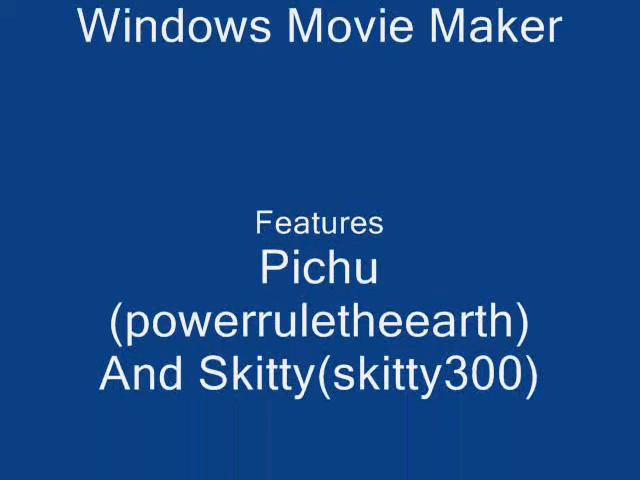 Windows Movie Maker
Features
Pichu
(powerruletheearth)
And Skitty(skitty300)